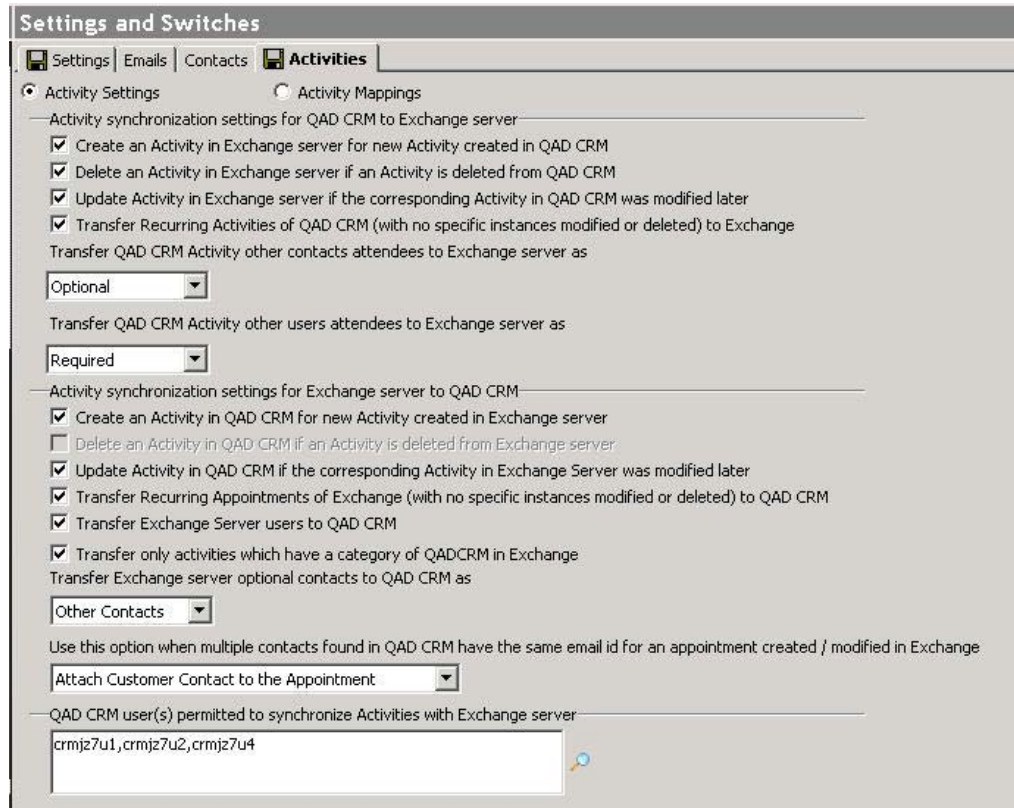 Settings and Switches
Settings Emails Contacts Activities
Activity Settings Activity Mappings
Activity synchronization settings for QAD CRM to Exchange server
Create an Activity in Exchange server for new Activity created in QAD CRM
Delete an Activity in Exchange server if an Activity is deleted from QAD CRM
Update Activity in Exchange server if the corresponding Activity in QAD CRM was modified later
Transfer Recurring Activities of QAD CRM (with no specific instances modified or deleted) to Exchange
Transfer QAD CRM Activity other contacts attendees to Exchange server as
Optional
Transfer QAD CRM Activity other users attendees to Exchange server as
Required
Activity synchronization settings for Exchange server to QAD CRM
Create an Activity in QAD CRM for new Activity created in Exchange server
Delete an Activity in QAD CRM if an Activity is deleted from Exchange server
Update Activity in QAD CRM if the corresponding Activity in Exchange Server was modified later
Transfer Recurring Appointments of Exchange (with no specific instances modified or deleted) to QAD CRM
Transfer Exchange Server users to QAD CRM
Transfer only activities which have a category of QADCRM in Exchange
Transfer Exchange server optional contacts to QAD CRM as
Other Contacts
Use this option when multiple contacts found in QAD CRM have the same email id for an appointment created / modified in Exchange
Attach Customer Contact to the Appointment
QAD CRM user(s) permitted to synchronize Activities with Exchange server
crmjz7u1,crmjz7u2,crmjz7u4